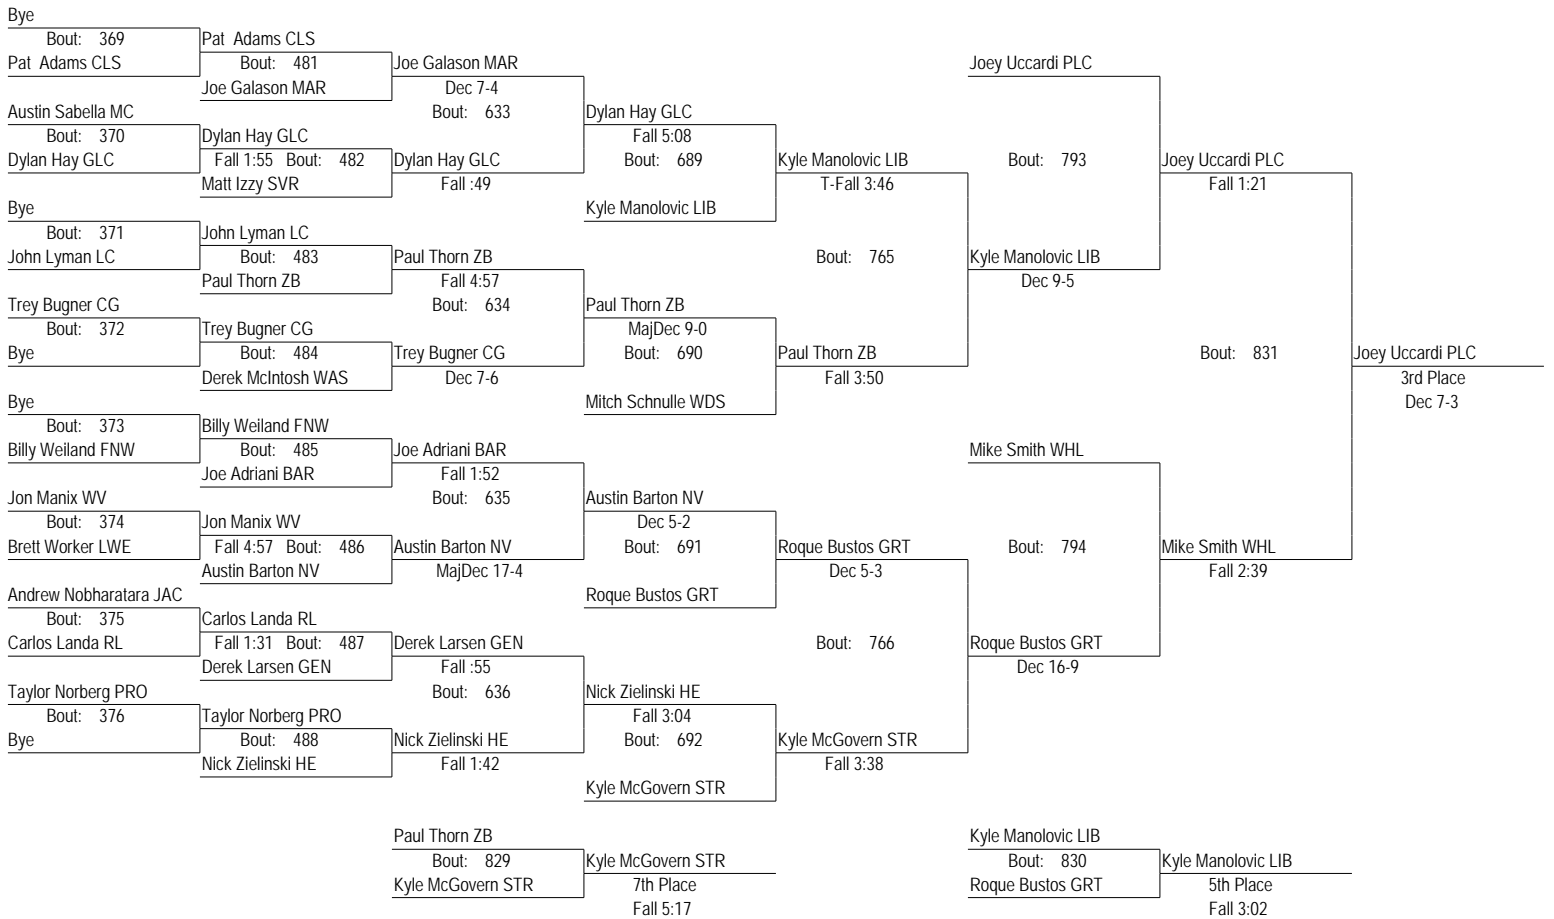 Bye
Bout: 369 Pat Adams CLS
Pat Adams CLS Bout: 481 Joe Galason MAR Joey Uccardi PLC
Joe Galason MAR Dec 7-4
Austin Sabella MC Bout: 633 Dylan Hay GLC
Bout: 370 Dylan Hay GLC Fall 5:08
Dylan Hay GLC Fall 1:55 Bout: 482 Dylan Hay GLC Bout: 689 Kyle Manolovic LIB Bout: 793 Joey Uccardi PLC
Matt Izzy SVR Fall :49 T-Fall 3:46 Fall 1:21
Bye Kyle Manolovic LIB
Bout: 371 John Lyman LC
John Lyman LC Bout: 483 Paul Thorn ZB Bout: 765 Kyle Manolovic LIB
Paul Thorn ZB Fall 4:57 Dec 9-5
Trey Bugner CG Bout: 634 Paul Thorn ZB
Bout: 372 Trey Bugner CG MajDec 9-0
Bye Bout: 484 Trey Bugner CG Bout: 690 Paul Thorn ZB Bout: 831 Joey Uccardi PLC
Derek McIntosh WAS Dec 7-6 Fall 3:50 3rd Place
Bye Mitch Schnulle WDS Dec 7-3
Bout: 373 Billy Weiland FNW
Billy Weiland FNW Bout: 485 Joe Adriani BAR Mike Smith WHL
Joe Adriani BAR Fall 1:52
Jon Manix WV Bout: 635 Austin Barton NV
Bout: 374 Jon Manix WV Dec 5-2
Brett Worker LWE Fall 4:57 Bout: 486 Austin Barton NV Bout: 691 Roque Bustos GRT Bout: 794 Mike Smith WHL
Austin Barton NV MajDec 17-4 Dec 5-3 Fall 2:39
Andrew Nobharatara JAC Roque Bustos GRT
Bout: 375 Carlos Landa RL
Carlos Landa RL Fall 1:31 Bout: 487 Derek Larsen GEN Bout: 766 Roque Bustos GRT
Derek Larsen GEN Fall :55 Dec 16-9
Taylor Norberg PRO Bout: 636 Nick Zielinski HE
Bout: 376 Taylor Norberg PRO Fall 3:04
Bye Bout: 488 Nick Zielinski HE Bout: 692 Kyle McGovern STR
Nick Zielinski HE Fall 1:42 Fall 3:38
Kyle McGovern STR
Paul Thorn ZB Kyle Manolovic LIB
Bout: 829 Kyle McGovern STR Bout: 830 Kyle Manolovic LIB
Kyle McGovern STR 7th Place Roque Bustos GRT 5th Place
Fall 5:17 Fall 3:02